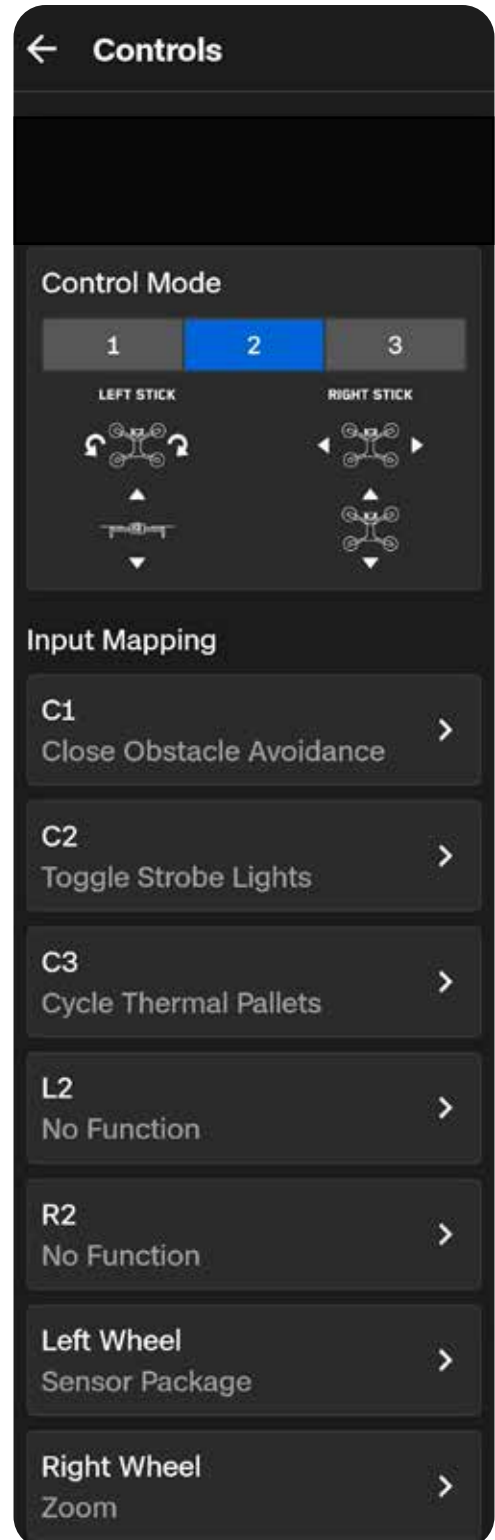 Controls
Control Mode
1 2 3
LEFT STICK RIGHT STICK
Input Mapping
C1
Close Obstacle Avoidance
C2
Toggle Strobe Lights
C3
Cycle Thermal Pallets
L2
No Function
R2
No Function
Left Wheel
Sensor Package
Right Wheel
Zoom